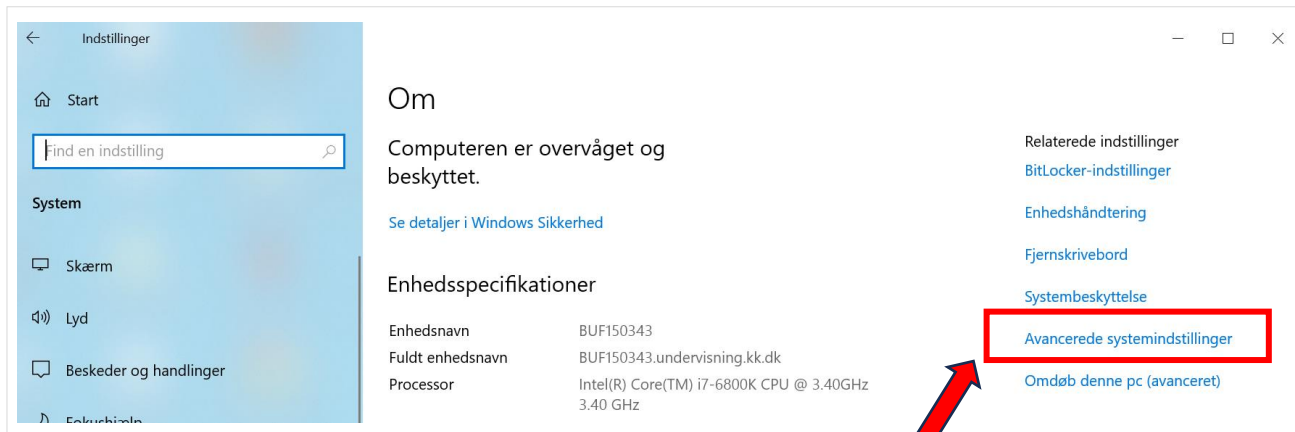 Indstillinger
Start
Find en indstilling
System
Skærm
Lyd
Beskeder og handlinger
Fokushjælp
Om
Computeren er overvåget og
beskyttet.
Se detaljer i Windows Sikkerhed
Enhedsspecifikationer
Enhedsnavn BUF150343
Fuldt enhedsnavn BUF150343.undervisning.kk.dk
Processor Intel(R) Core(TM) i7-6800K CPU @ 3.40GHz
3.40 GHz
Relaterede indstillinger
BitLocker-indstillinger
Enhedshåndtering
Fjernskrivebord
Systembeskyttelse
Avancerede systemindstillinger
Omdøb denne pc (avanceret)